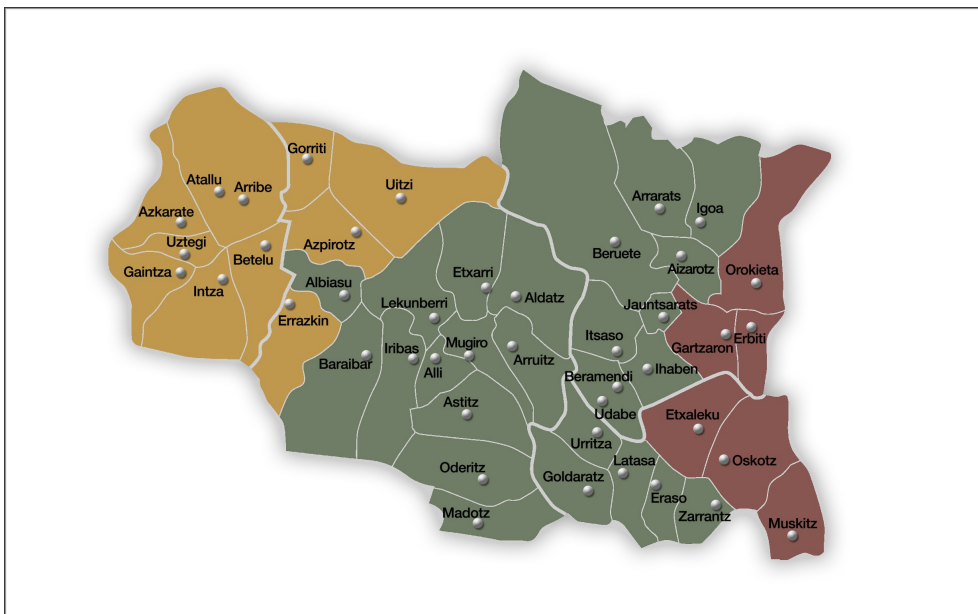 Gorriti
Atallu
Arribe
Uitzi
Azkarate
Arrarats
Igoa
Uztegi
Betelu
Azpirotz
Beruete
Aizarotz
Gaintza
Intza
Albiasu
Etxarri
Orokieta
Aldatz
Errazkin
Lekunberri
Jauntsarats
Itsaso
Gartzaron
Erbiti
Baraibar
Iribas
Mugiro
Alli
Arruitz
Ihaben
Beramendi
Astitz
Udabe
Etxaleku
Urritza
Oderitz
Latasa
Oskotz
Goldaratz
Eraso
Madotz
Zarrantz
Muskitz